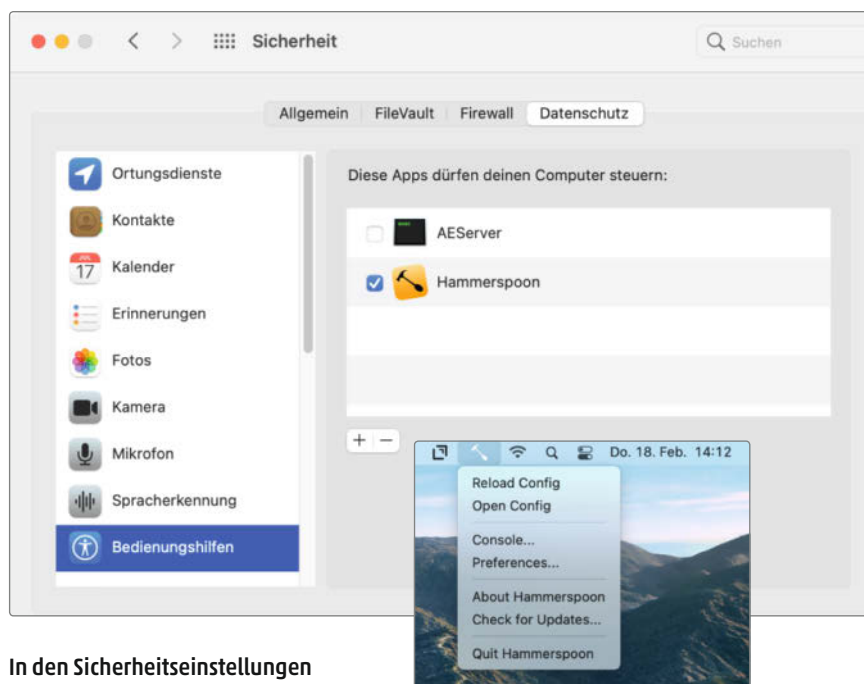 Sicherheit
Suchen
Allgemein FileVault Firewall Datenschutz
Ortungsdienste
Kontakte
JUL
17
Kalender
Erinnerungen
Fotos
Kamera
Mikrofon
Spracherkennung
Bedienungshilfen
Diese Apps dürfen deinen Computer steuern:
AEServer
Hammerspoon
Do. 18. Feb. 14:12
Reload Config
Open Config
Console...
Preferences...
About Hammerspoon
Check for Updates...
Quit Hammerspoon
In den Sicherheitseinstellungen